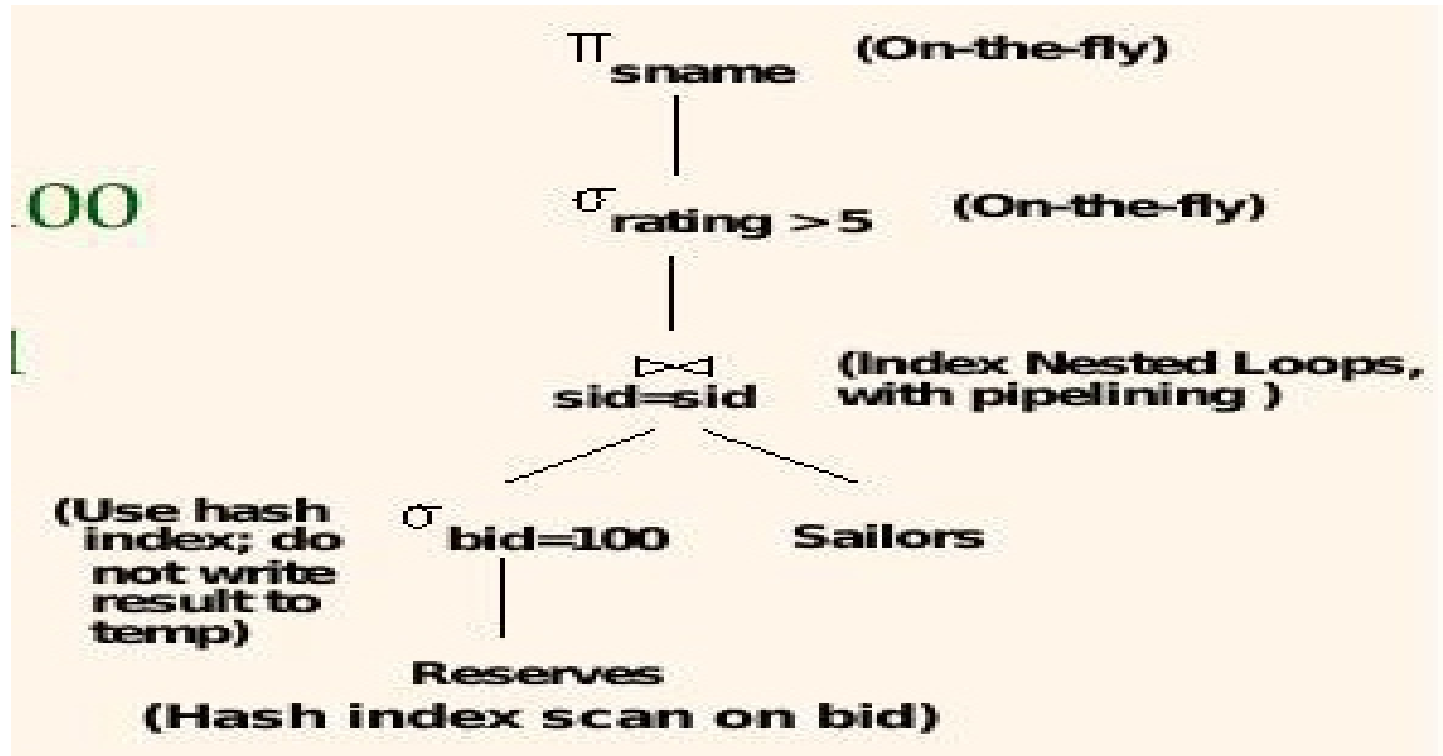 π sname (On-the-fly)
00
σ rating > 5 (On-the-fly)
⋈
sid=sid
(Index Nested Loops,
with pipelining )
(Use hash
index; do
not write
result to
temp)
σ bid=100
Sailors
Reserves
(Hash index scan on bid)